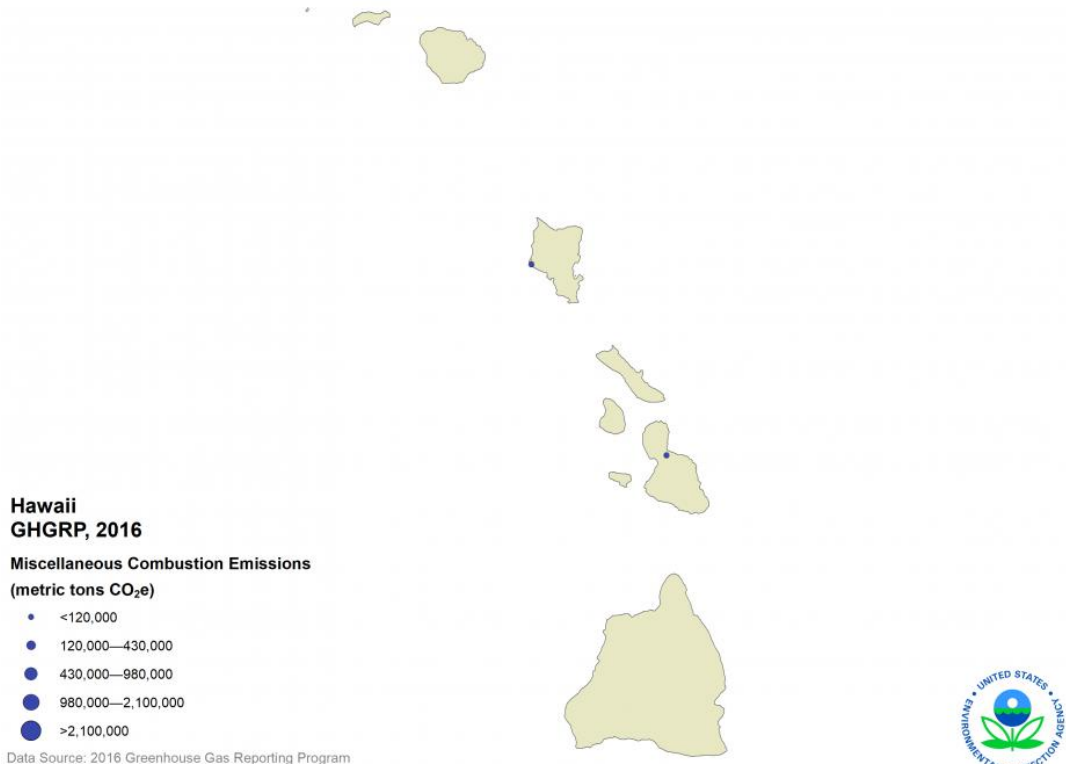 Hawaii
GHGRP, 2016
Miscellaneous Combustion Emissions
(metric tons CO₂e)
<120,000
120,000—430,000
430,000—980,000
980,000—2,100,000
>2,100,000
Data Source: 2016 Greenhouse Gas Reporting Program
UNITED STATES
AGENCY